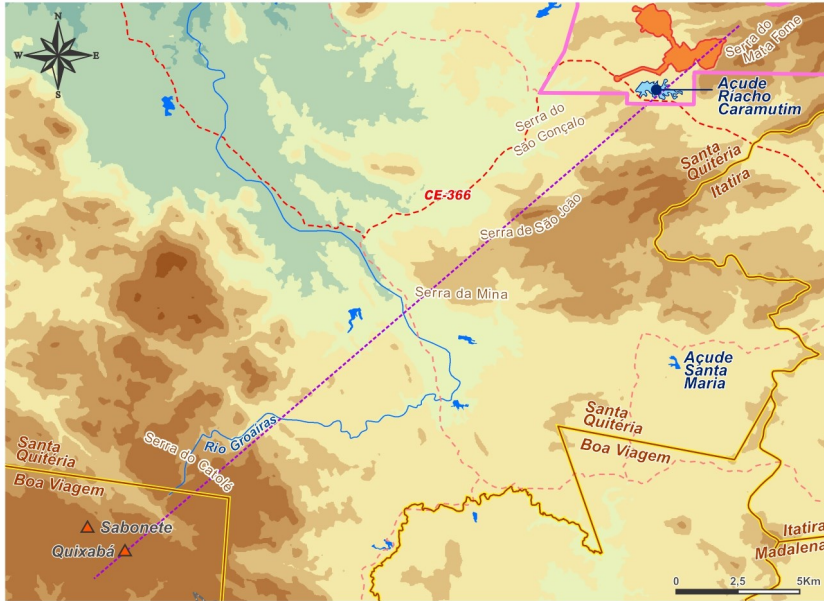 N
W
E
S
Serra do
Mata Fome
Açude
Riacho
Caramutim
Serra do
São Gonçalo
Santa
Quitéria
Itatira
CE-366
Serra de São João
Serra da Mina
Açude
Santa
Maria
Santa
Quitéria
Boa Viagem
Rio Groaíras
Serra do Catolé
Santa
Quitéria
Boa Viagem
Sabonete
Quixabá
Itatira
Madalena
0
2,5
5Km